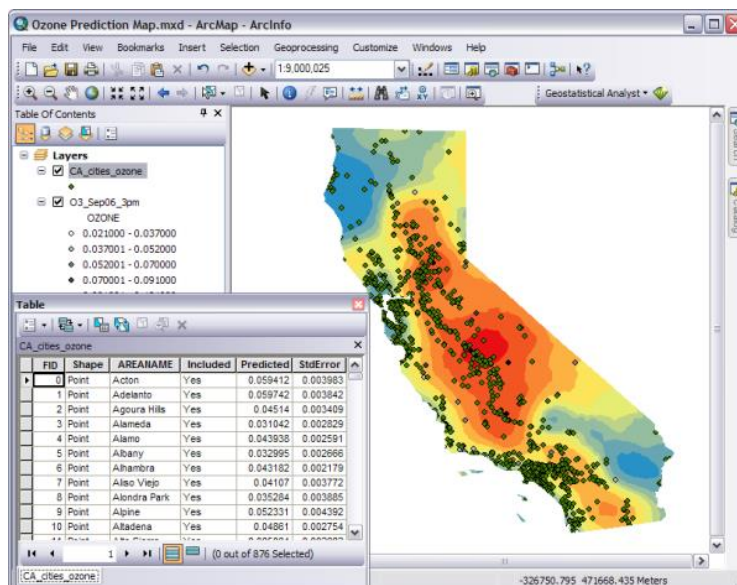 Ozone Prediction Map.mxd - ArcMap - ArcInfo
File Edit View Bookmarks Insert Selection Geoprocessing Customize Windows Help
1:9,000,025
Geostatistical Analyst
Table Of Contents
Layers
CA_cities_ozone
O3_Sep06_3pm
OZONE
0.021000 - 0.037000
0.037001 - 0.052000
0.052001 - 0.070000
0.070001 - 0.091000
Table
CA_cities_ozone
FID Shape AREANAME Included Predicted StdError
0 Point Acton Yes 0.059412 0.003983
1 Point Adelanto Yes 0.059742 0.003842
2 Point Agoura Hills Yes 0.04514 0.003409
3 Point Alameda Yes 0.031042 0.002829
4 Point Alamo Yes 0.043938 0.002591
5 Point Albany Yes 0.032995 0.002666
6 Point Alhambra Yes 0.043182 0.002179
7 Point Aliso Viejo Yes 0.04107 0.003772
8 Point Alondra Park Yes 0.035284 0.003885
9 Point Alpine Yes 0.052331 0.004392
10 Point Altadena Yes 0.04861 0.002754
1 (0 out of 876 Selected)
CA_cities_ozone
-326750.795 471668.435 Meters